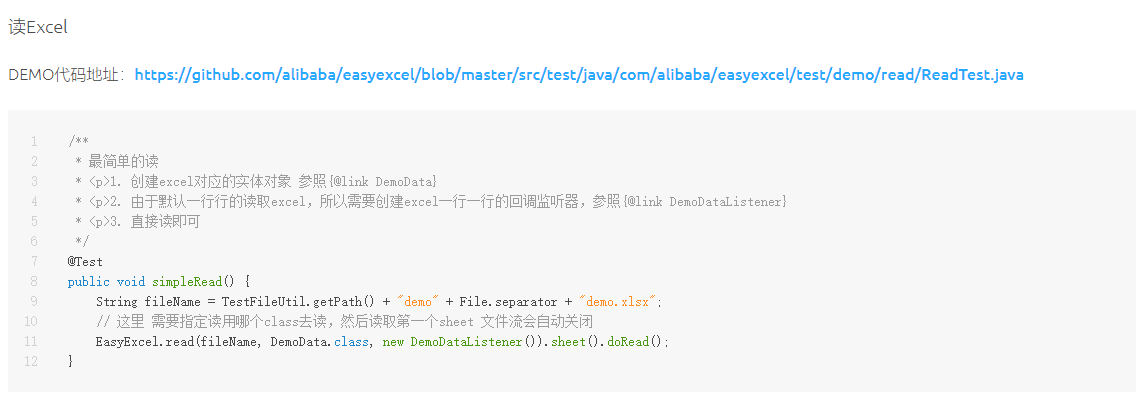 读Excel
DEMO代码地址：https://github.com/alibaba/easyexcel/blob/master/src/test/java/com/alibaba/easyexcel/test/demo/read/ReadTest.java
1 /**
2 * 最简单的读
3 * <p>1. 创建excel对应的实体对象 参照{@link DemoData}
4 * <p>2. 由于默认一行行的读取excel，所以需要创建excel一行一行的回调监听器，参照{@link DemoDataListener}
5 * <p>3. 直接读即可
6 */
7 @Test
8 public void simpleRead() {
9 String fileName = TestFileUtil.getPath() + "demo" + File.separator + "demo.xlsx";
10 // 这里 需要指定读用哪个class去读，然后读取第一个sheet 文件流会自动关闭
11 EasyExcel.read(fileName, DemoData.class, new DemoDataListener()).sheet().doRead();
12 }